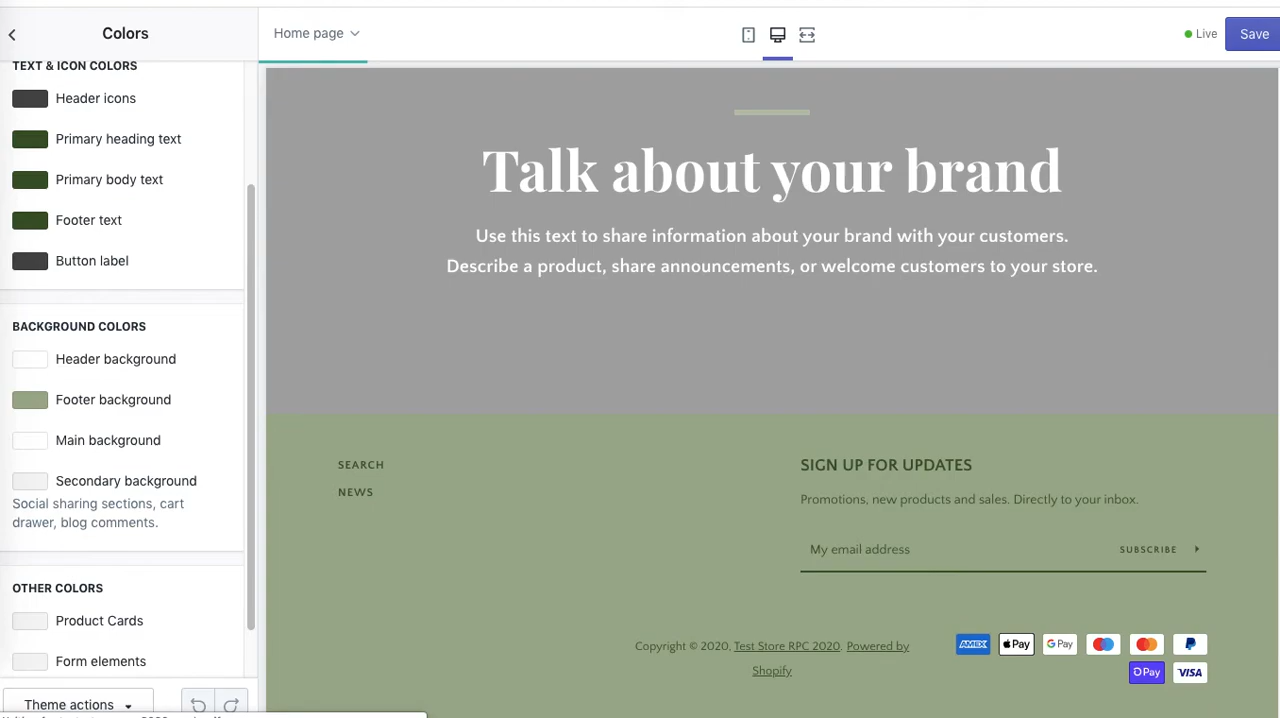 Colors
Home page
Live
Save
TEXT & ICON COLORS
Header icons
Primary heading text
Primary body text
Footer text
Button label
BACKGROUND COLORS
Header background
Footer background
Main background
Secondary background
Social sharing sections, cart
drawer, blog comments.
OTHER COLORS
Product Cards
Form elements
Theme actions
Talk about your brand
Use this text to share information about your brand with your customers.
Describe a product, share announcements, or welcome customers to your store.
SEARCH
NEWS
SIGN UP FOR UPDATES
Promotions, new products and sales. Directly to your inbox.
My email address
SUBSCRIBE
Copyright © 2020, Test Store RPC 2020. Powered by
Shopify
AMEX
Pay
G Pay
Pay
VISA